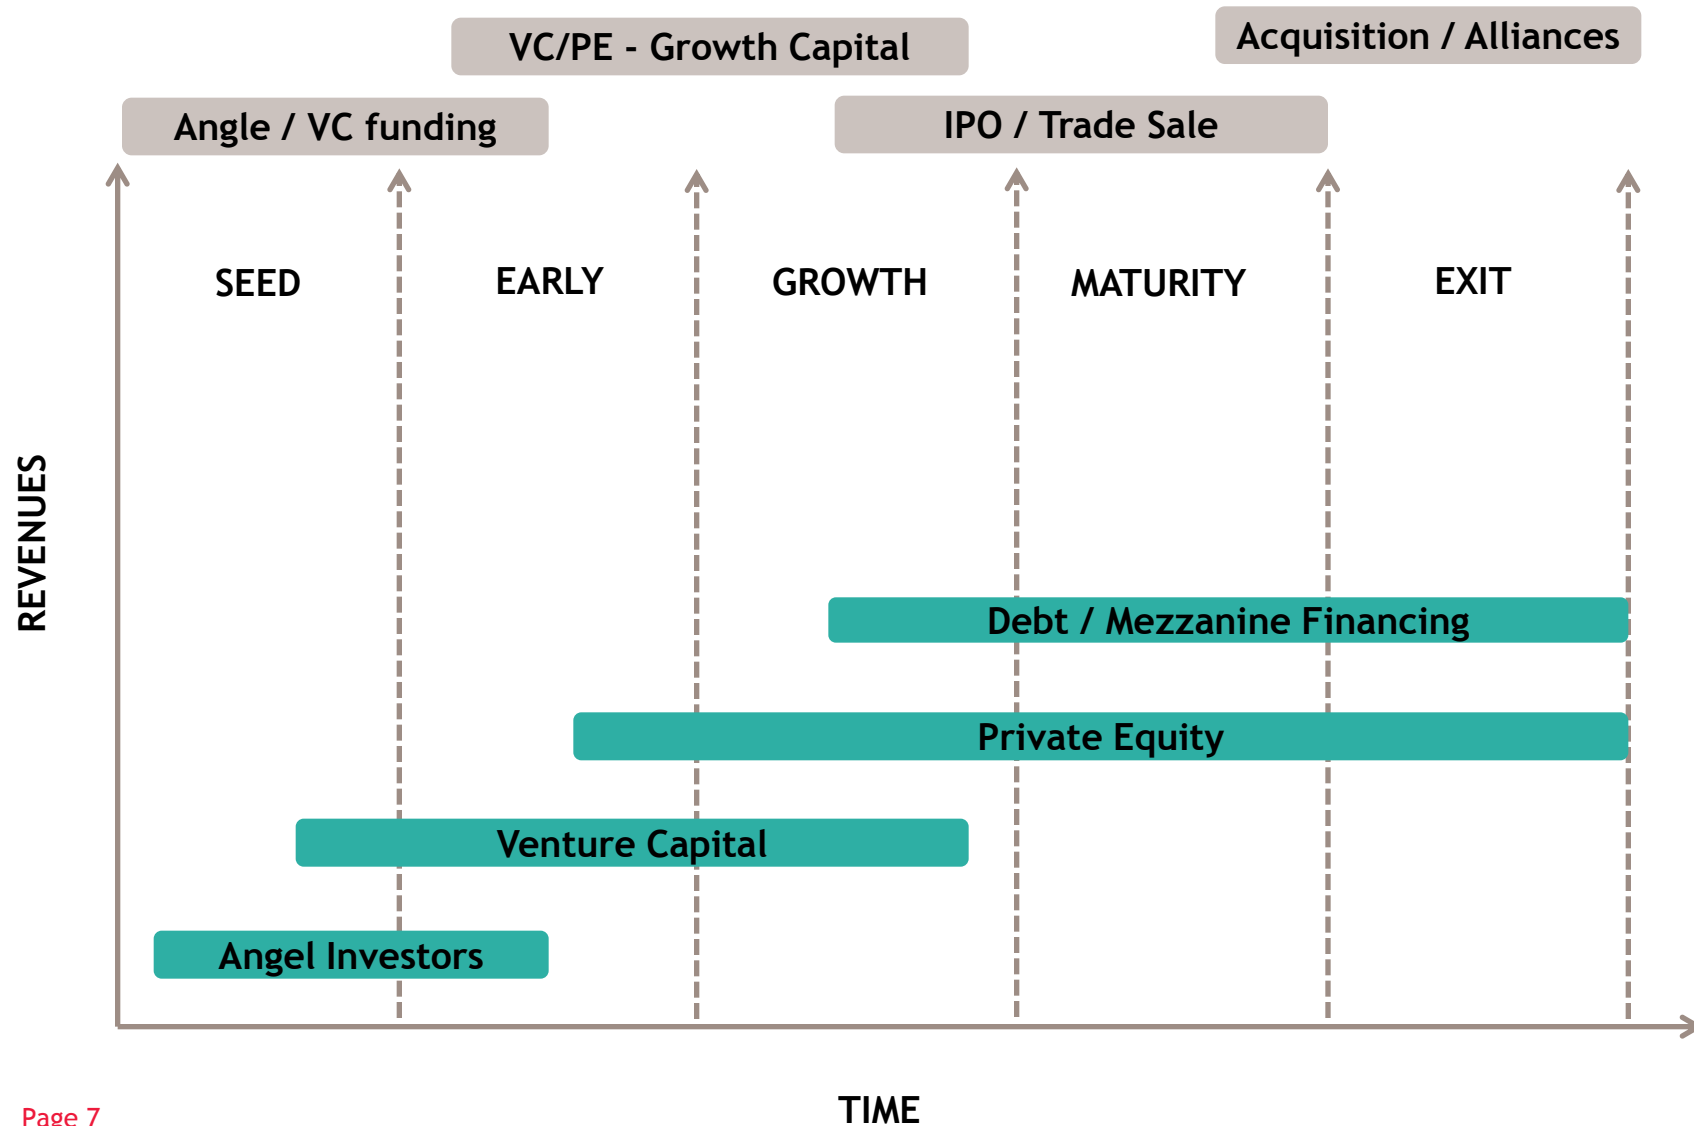 VC/PE - Growth Capital
Acquisition / Alliances
Angle / VC funding
IPO / Trade Sale
SEED
EARLY
GROWTH
MATURITY
EXIT
REVENUES
Debt / Mezzanine Financing
Private Equity
Venture Capital
Angel Investors
TIME
Page 7